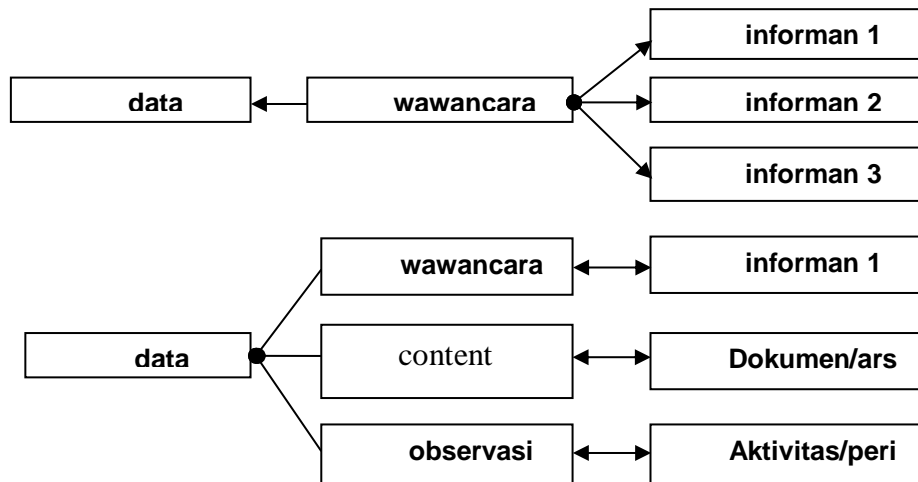 informan 1
data
wawancara
informan 2
informan 3
wawancara
informan 1
data
content
Dokumen/ars
observasi
Aktivitas/peri